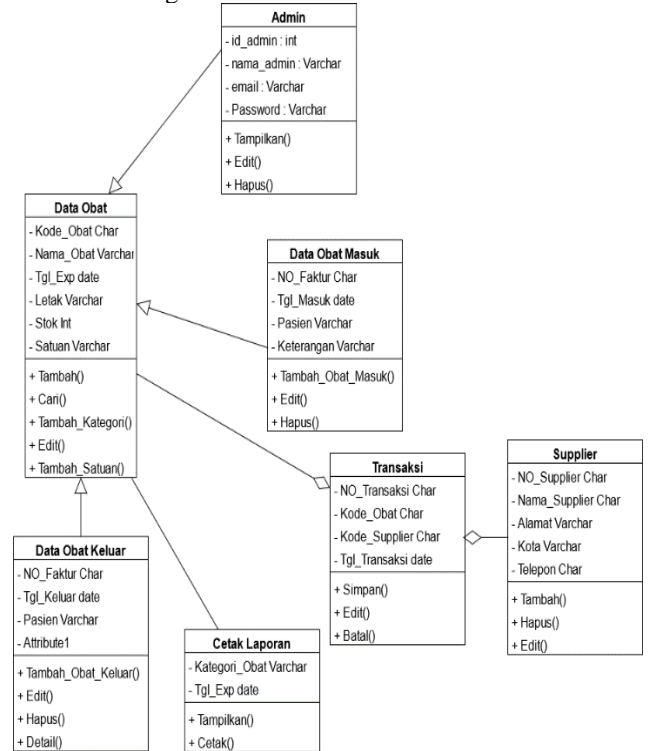 Admin
- id_admin : int
- nama_admin : Varchar
- email : Varchar
- Password : Varchar
+ Tampilkan()
+ Edit()
+ Hapus()
Data Obat
- Kode_Obat Char
- Nama_Obat Varchar
- Tgl_Exp date
- Letak Varchar
- Stok Int
- Satuan Varchar
+ Tambah()
+ Cari()
+ Tambah_Kategori()
+ Edit()
+ Tambah_Satuan()
Data Obat Masuk
- NO_Faktur Char
- Tgl_Masuk date
- Pasien Varchar
- Keterangan Varchar
+ Tambah_Obat_Masuk()
+ Edit()
+ Hapus()
Transaksi
- NO_Transaksi Char
- Kode_Obat Char
- Kode_Supplier Char
- Tgl_Transaksi date
+ Simpan()
+ Edit()
+ Batal()
Supplier
- NO_Supplier Char
- Nama_Supplier Char
- Alamat Varchar
- Kota Varchar
- Telepon Char
+ Tambah()
+ Hapus()
+ Edit()
Data Obat Keluar
- NO_Faktur Char
- Tgl_Keluar date
- Pasien Varchar
- Attribute1
+ Tambah_Obat_Keluar()
+ Edit()
+ Hapus()
+ Detail()
Cetak Laporan
- Kategori_Obat Varchar
- Tgl_Exp date
+ Tampilkan()
+ Cetak()